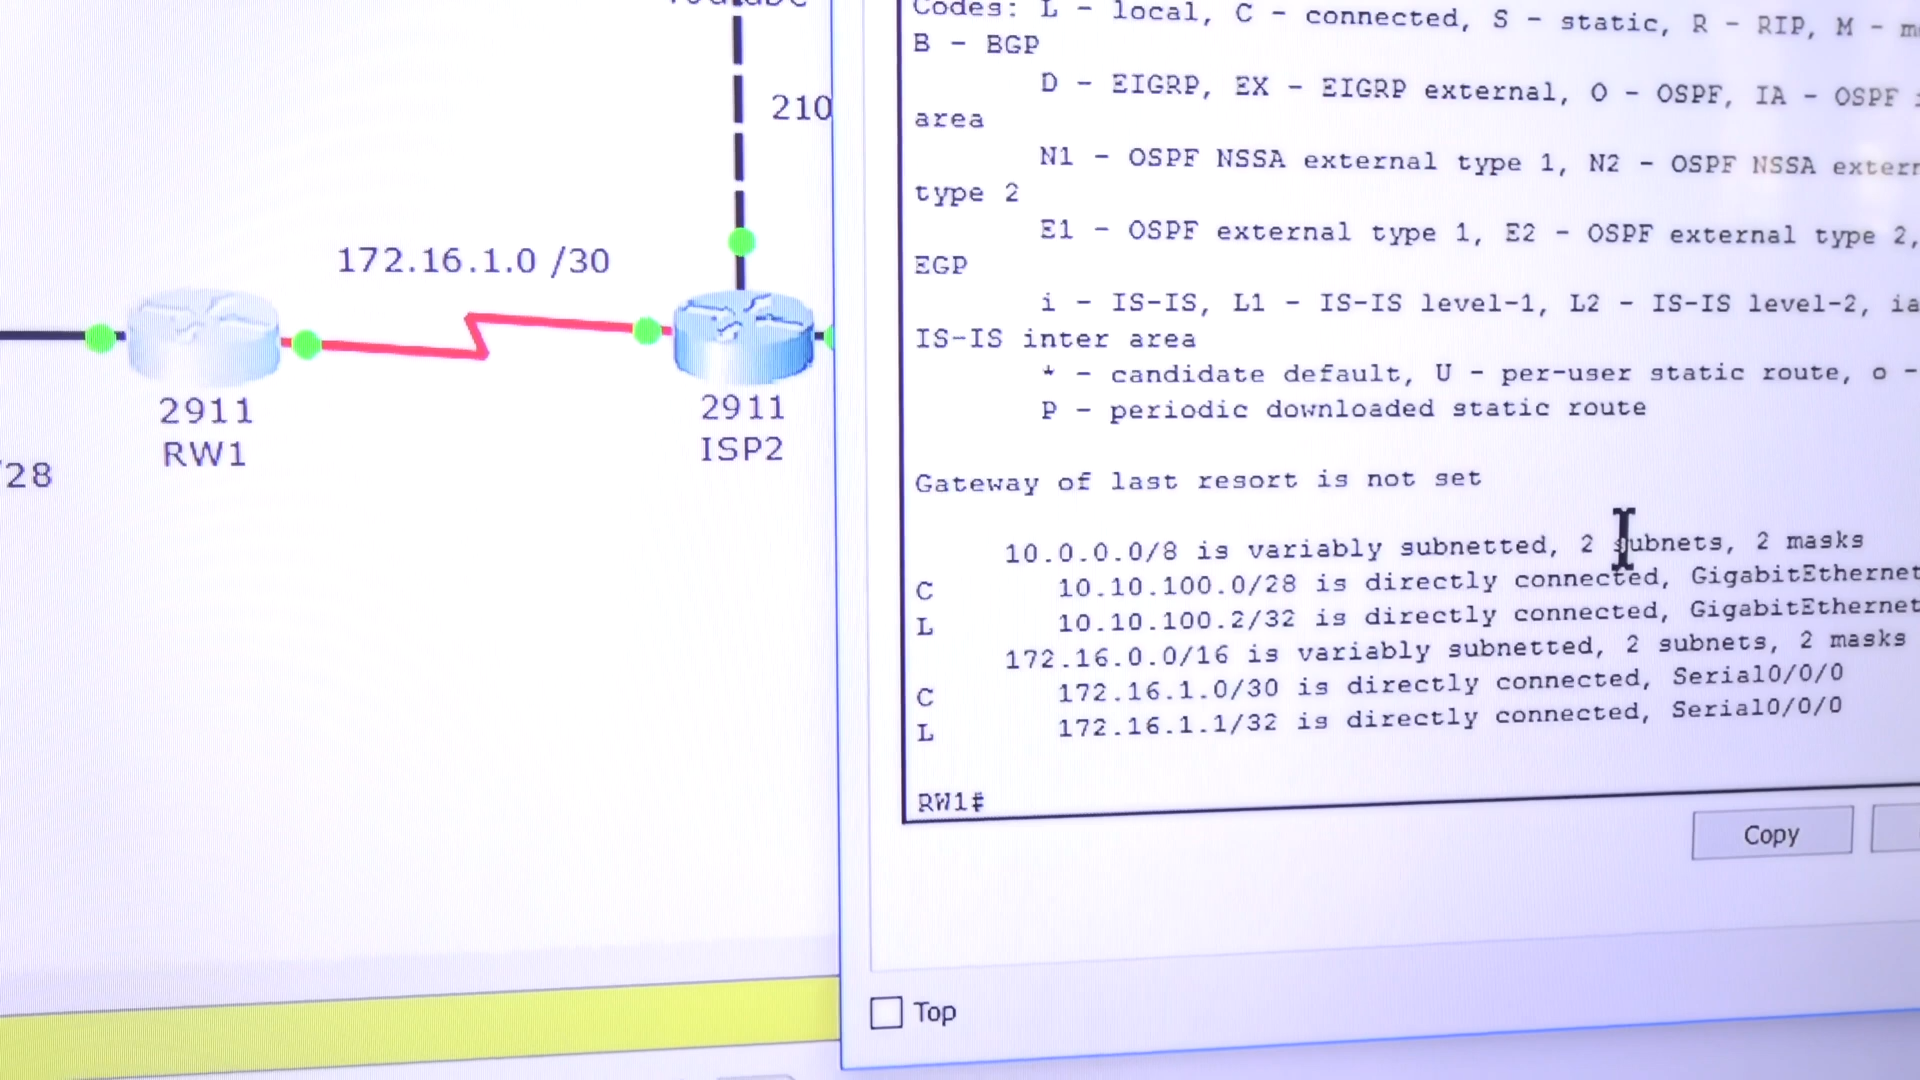 210
172.16.1.0 /30
2911
RW1
2911
ISP2
/28
Codes: L - local, C - connected, S - static, R - RIP, M -
B - BGP
D - EIGRP, EX - EIGRP external, O - OSPF, IA - OSPF
area
N1 - OSPF NSSA external type 1, N2 - OSPF NSSA extern
type 2
E1 - OSPF external type 1, E2 - OSPF external type 2,
EGP
i - IS-IS, L1 - IS-IS level-1, L2 - IS-IS level-2, ia
IS-IS inter area
* - candidate default, U - per-user static route, o -
P - periodic downloaded static route
Gateway of last resort is not set
10.0.0.0/8 is variably subnetted, 2 subnets, 2 masks
C 10.10.100.0/28 is directly connected, GigabitEthernet
L 10.10.100.2/32 is directly connected, GigabitEthernet
172.16.0.0/16 is variably subnetted, 2 subnets, 2 masks
C 172.16.1.0/30 is directly connected, Serial0/0/0
L 172.16.1.1/32 is directly connected, Serial0/0/0
RW1#
Copy
Top